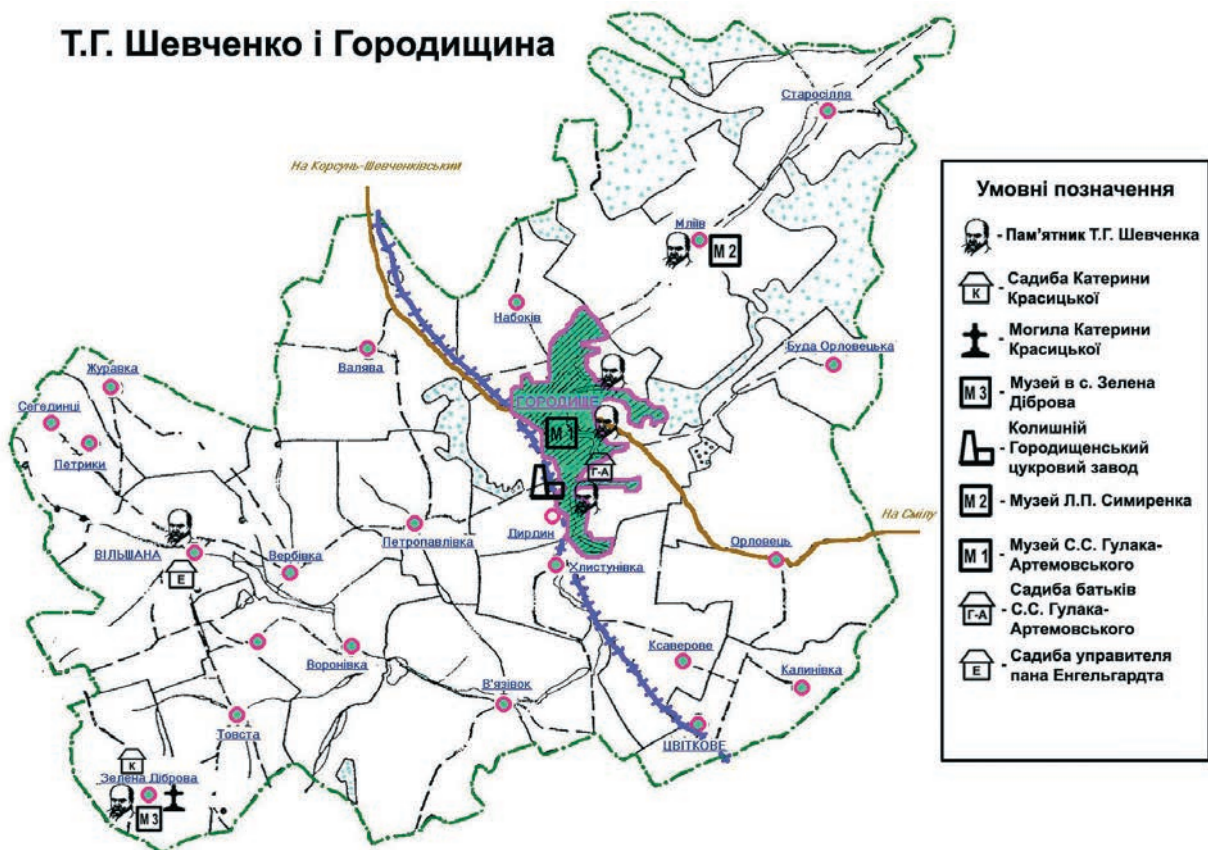 Т.Г. Шевченко і Городищина
Старосілля
На Корсунь-Шевченківський
Мліїв
М 2
Набоків
Буда Орловецька
Валява
Журавка
Сегединці
ГОРОДИЩЕ
Петрики
М 1
Г-А
На Смілу
Дирдин
Орловець
Петропавлівка
ВІЛЬШАНА
Вербівка
Хлистунівка
Е
Ксаверове
Воронівка
Калинівка
В'язівок
Товста
ЦВІТКОВЕ
К
Зелена Діброва
М 3
Умовні позначення
- Пам'ятник Т.Г. Шевченка
К
- Садиба Катерини
Красицької
- Могила Катерини
Красицької
М 3
- Музей в с. Зелена
Діброва
Колишній
- Городищенський
цукровий завод
М 2
- Музей Л.П. Симиренка
М 1
- Музей С.С. Гулака-
Артемовського
Садиба батьків
Г-А
- С.С. Гулака-
Артемовського
Е
- Садиба управителя
пана Енгельгардта